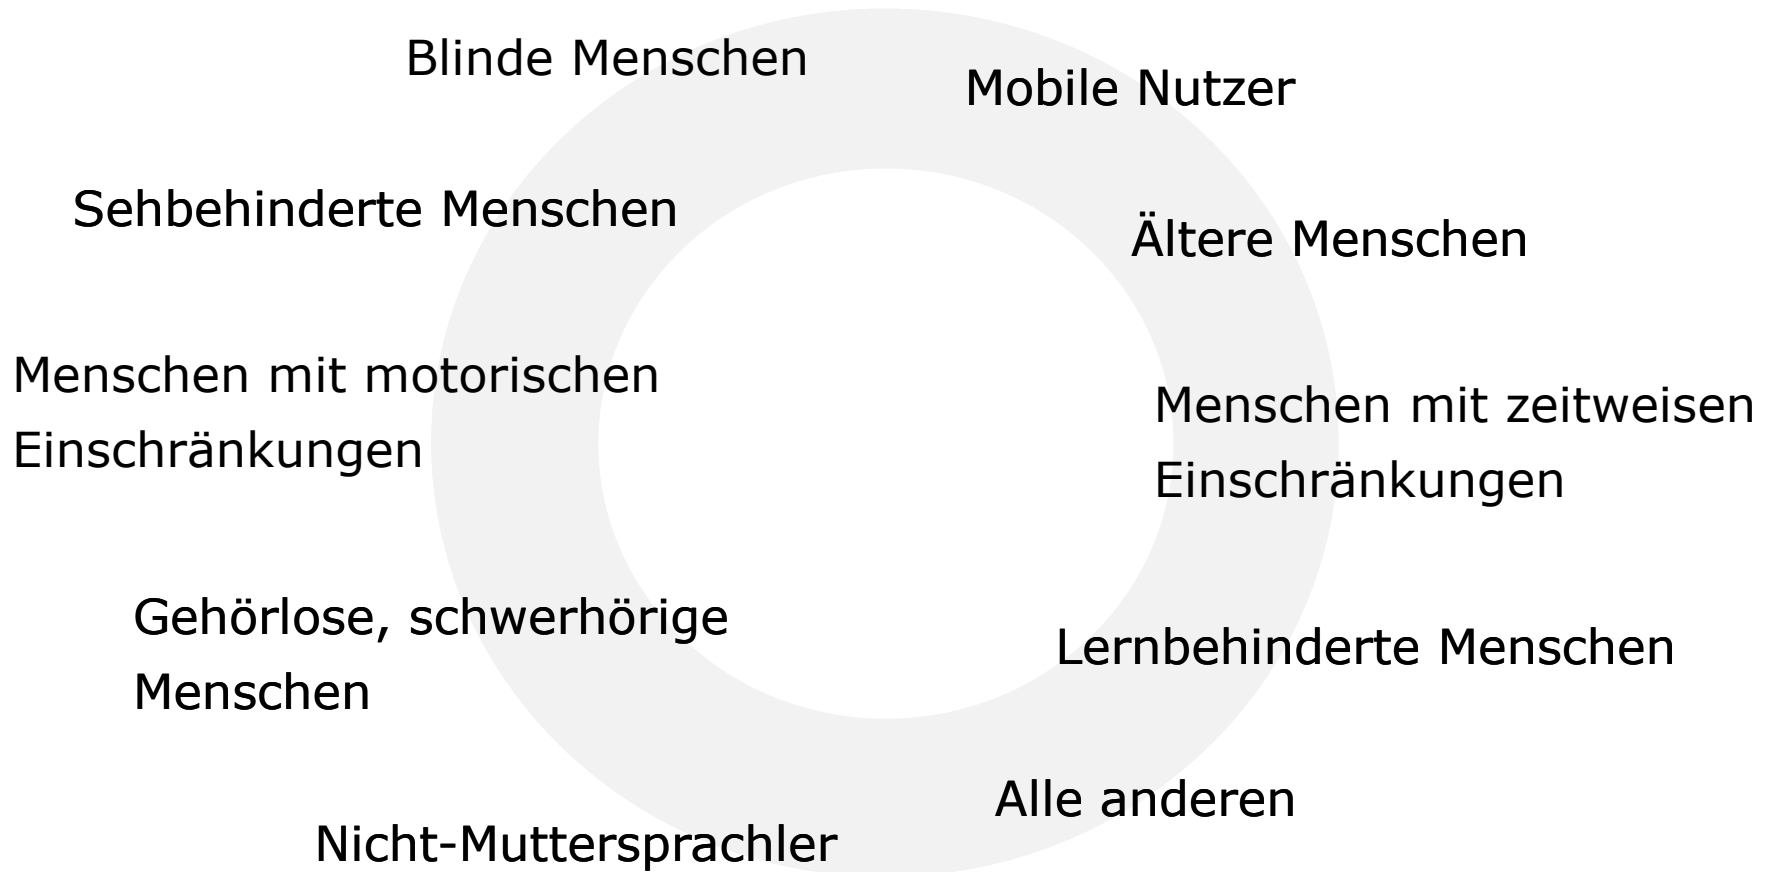 Blinde Menschen
Mobile Nutzer
Sehbehinderte Menschen
Ältere Menschen
Menschen mit motorischen
Einschränkungen
Menschen mit zeitweisen
Einschränkungen
Gehörlose, schwerhörige
Menschen
Lernbehinderte Menschen
Alle anderen
Nicht-Muttersprachler